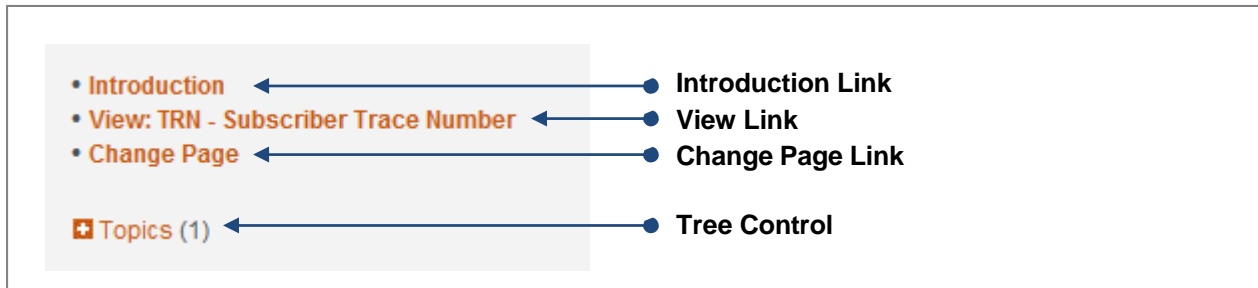 • Introduction Introduction Link
• View: TRN - Subscriber Trace Number View Link
• Change Page Change Page Link
Topics (1) Tree Control